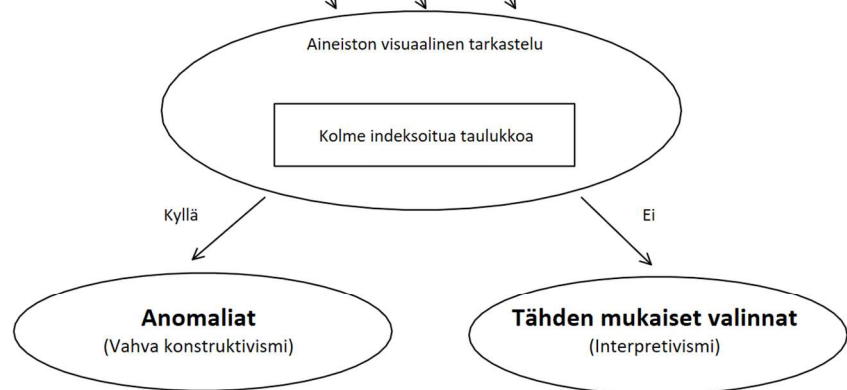 Aineiston visuaalinen tarkastelu
Kolme indeksoitua taulukkoa
Kyllä
Ei
Anomaliat
(Vahva konstruktivismi)
Tähden mukaiset valinnat
(Interpretivismi)